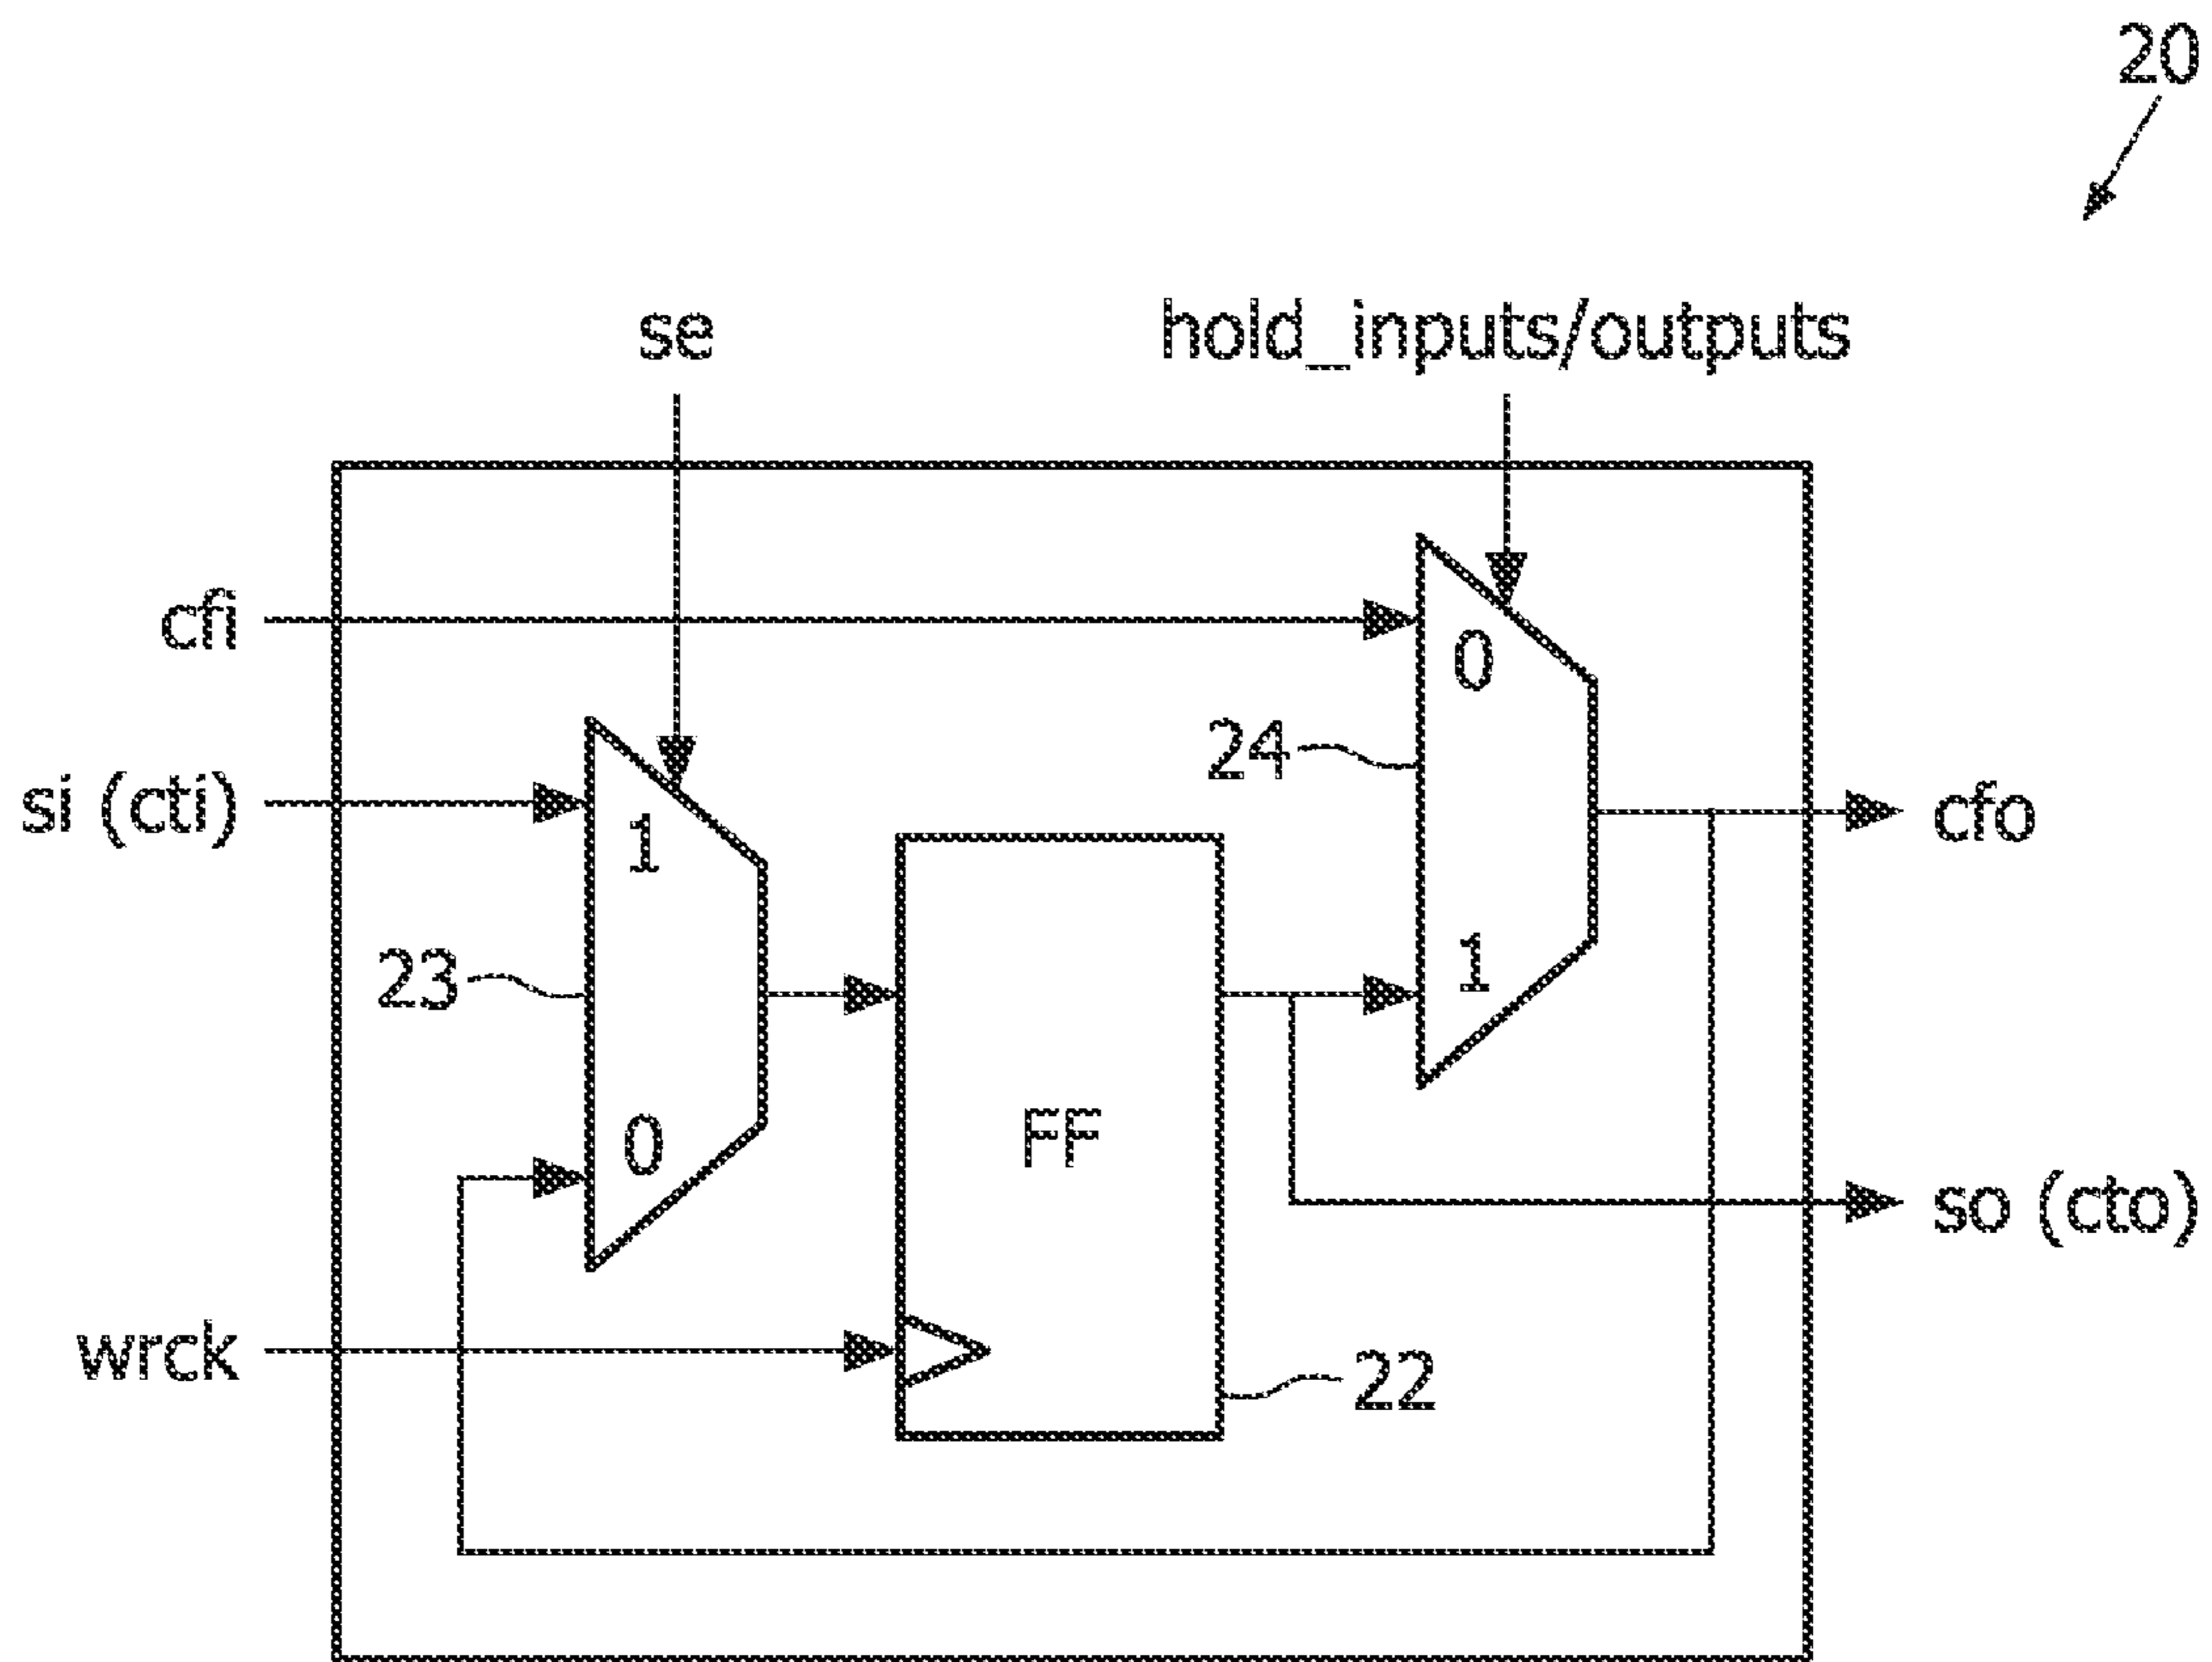 20
se
hold_inputs/outputs
cfi
0
24
si (cti)
1
cfo
23
1
FF
0
so (cto)
wrck
22